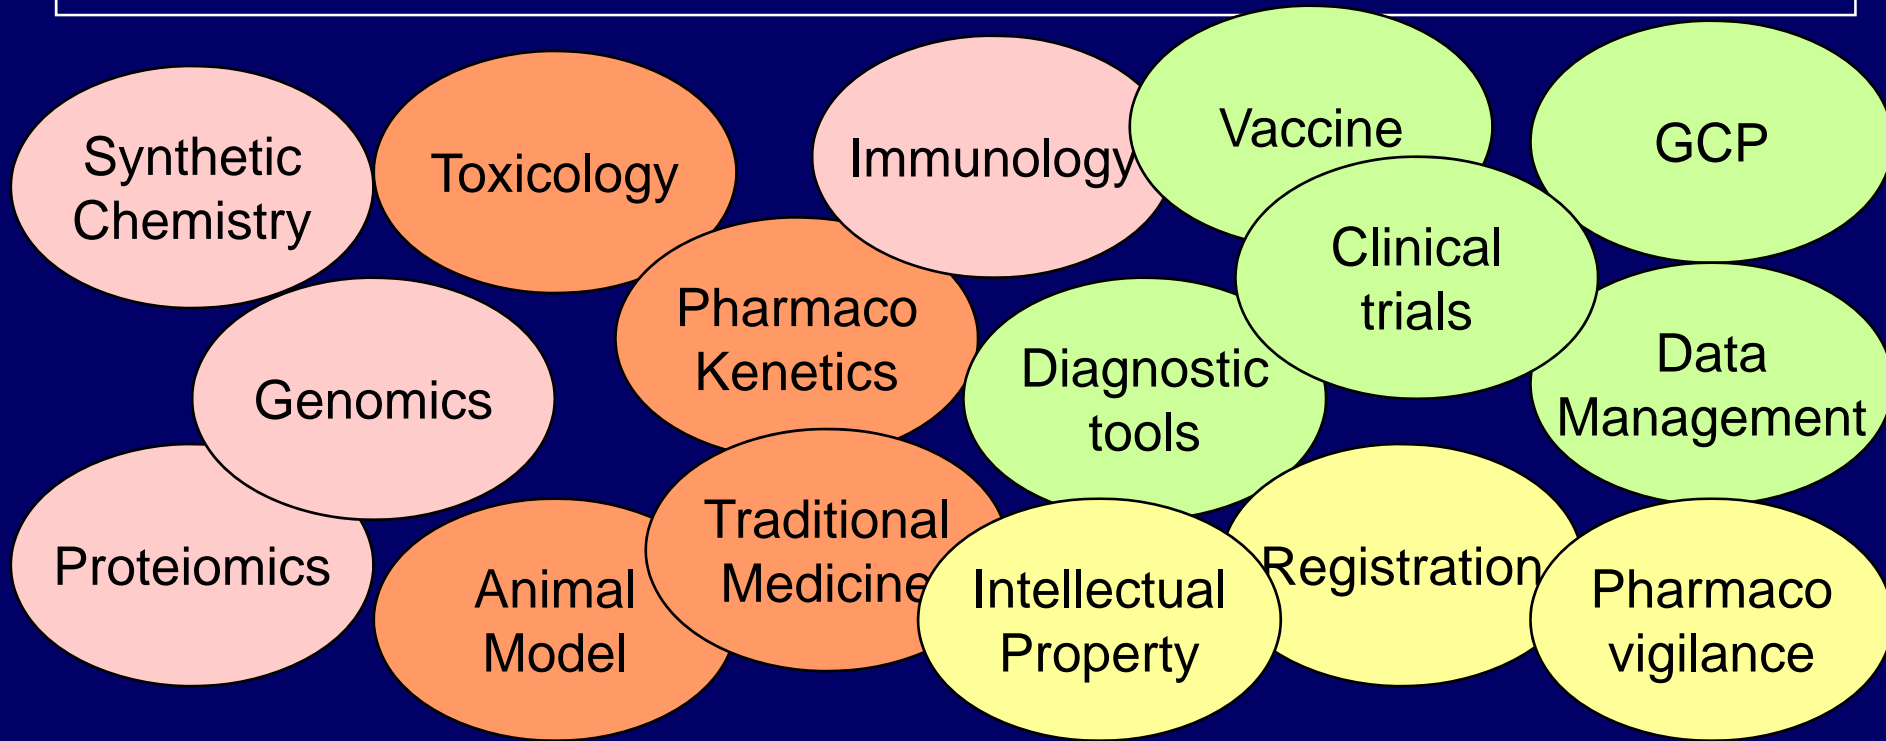 Synthetic
Chemistry
Toxicology
Immunology
Vaccine
GCP
Clinical
trials
Pharmaco
Kenetics
Genomics
Diagnostic
tools
Data
Management
Proteiomics
Animal
Model
Traditional
Medicine
Intellectual
Property
Registration
Pharmaco
vigilance